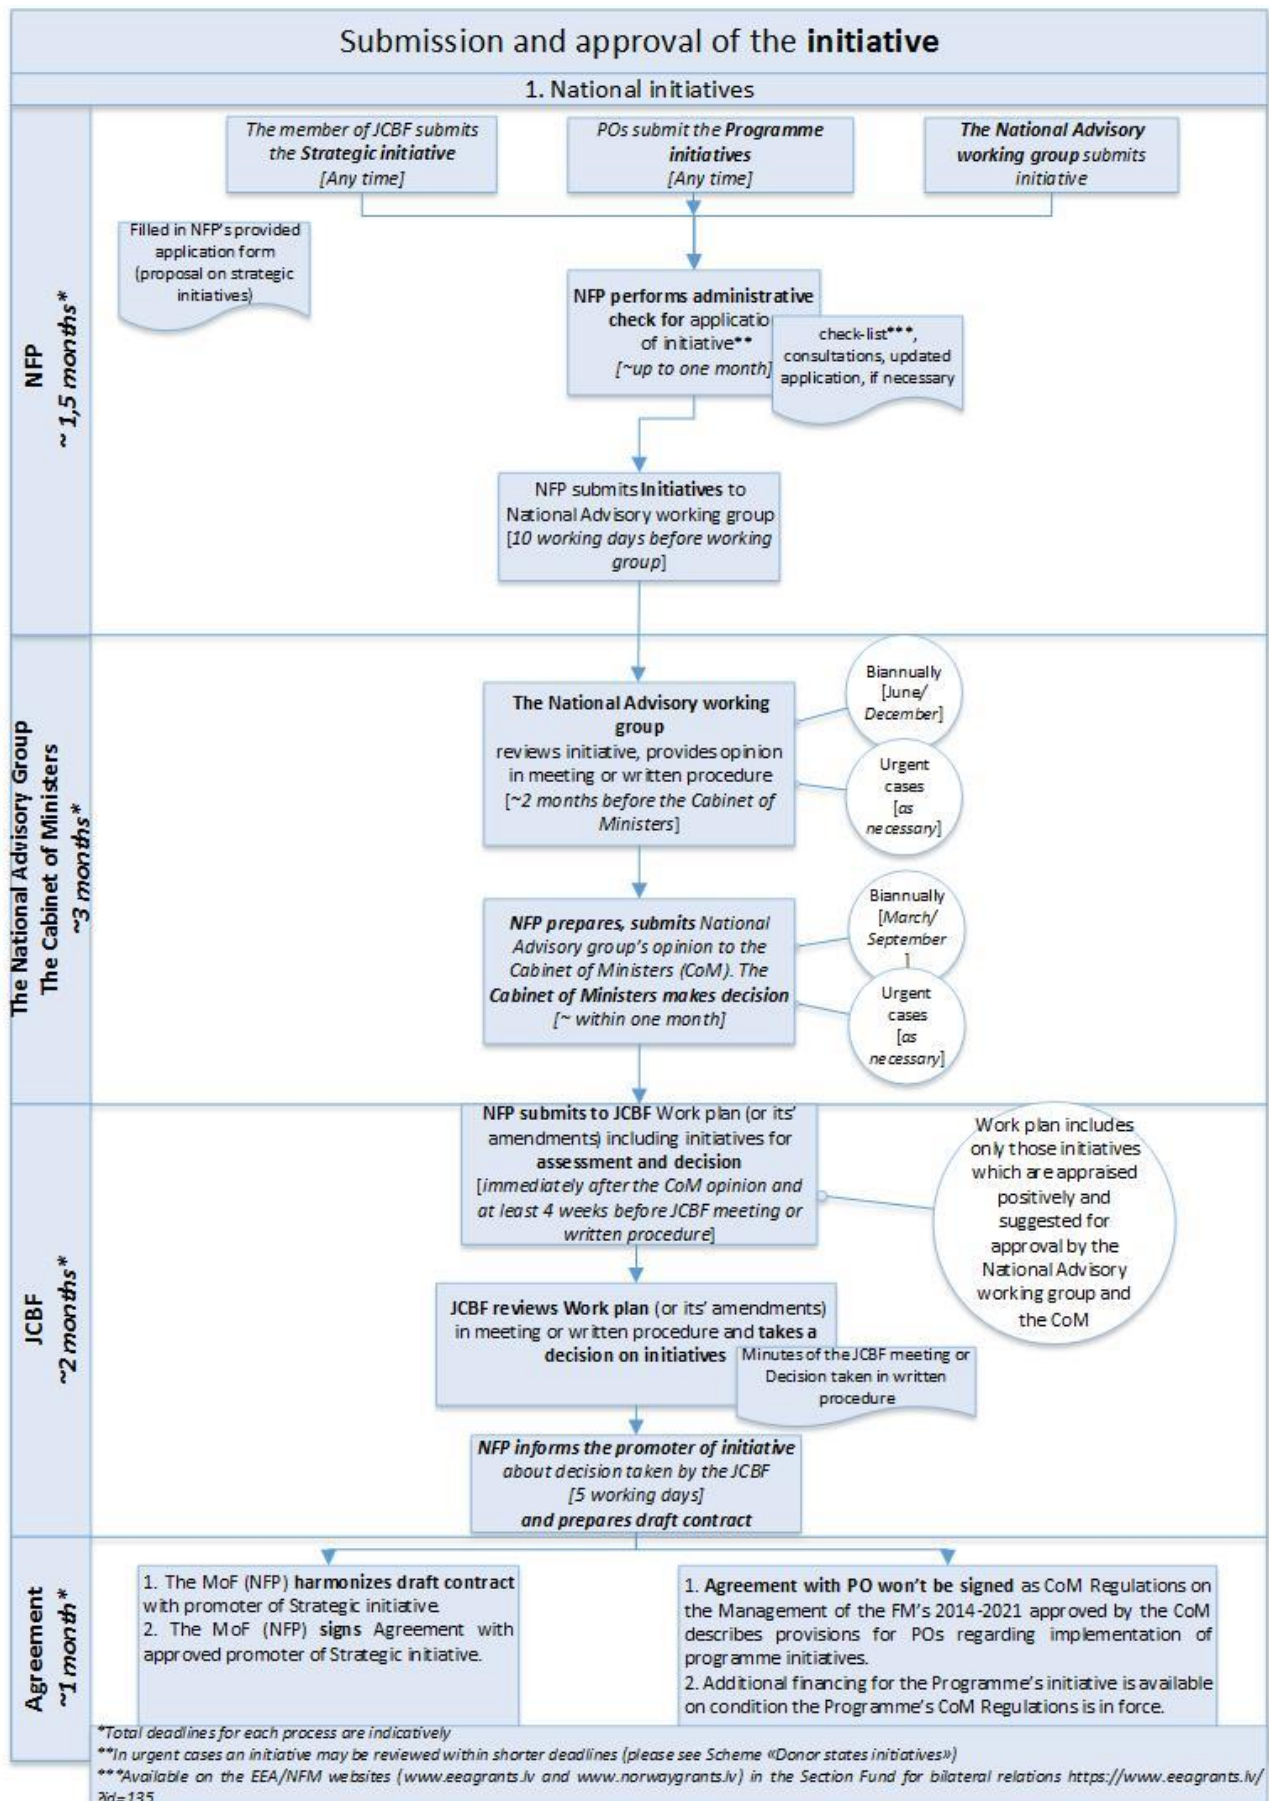 Submission and approval of the initiative
1. National initiatives
NFP
~ 1,5 months*
The member of JCBF submits
the Strategic initiative
[Any time]
POs submit the Programme
initiatives
[Any time]
The National Advisory
working group submits
initiative
Filled in NFP's provided
application form
(proposal on strategic
initiatives)
NFP performs administrative
check for application
of initiative**
[~up to one month]
check-list***,
consultations, updated
application, if necessary
NFP submits Initiatives to
National Advisory working group
[10 working days before working
group]
The National Advisory Group
The Cabinet of Ministers
~3 months*
The National Advisory working
group
reviews initiative, provides opinion
in meeting or written procedure
[~2 months before the Cabinet of
Ministers]
Biannually
[June/
December]
Urgent
cases
[as
necessary]
NFP prepares, submits National
Advisory group's opinion to the
Cabinet of Ministers (CoM). The
Cabinet of Ministers makes decision
[~ within one month]
Biannually
[March/
September
]
Urgent
cases
[as
necessary]
JCBF
~2 months*
NFP submits to JCBF Work plan (or its'
amendments) including initiatives for
assessment and decision
[immediately after the CoM opinion and
at least 4 weeks before JCBF meeting or
written procedure]
Work plan includes
only those initiatives
which are appraised
positively and
suggested for
approval by the
National Advisory
working group and
the CoM
JCBF reviews Work plan (or its' amendments)
in meeting or written procedure and takes a
decision on initiatives
Minutes of the JCBF meeting or
Decision taken in written
procedure
NFP informs the promoter of initiative
about decision taken by the JCBF
[5 working days]
and prepares draft contract
Agreement
~1 month*
1. The MoF (NFP) harmonizes draft contract
with promoter of Strategic initiative.
2. The MoF (NFP) signs Agreement with
approved promoter of Strategic initiative.
1. Agreement with PO won't be signed as CoM Regulations on
the Management of the FM's 2014-2021 approved by the CoM
describes provisions for POs regarding implementation of
programme initiatives.
2. Additional financing for the Programme's initiative is available
on condition the Programme's CoM Regulations is in force.
*Total deadlines for each process are indicatively
**In urgent cases an initiative may be reviewed within shorter deadlines (please see Scheme «Donor states initiatives»)
***Available on the EEA/NFM websites (www.eeagrants.lv and www.norwaygrants.lv) in the Section Fund for bilateral relations https://www.eeagrants.lv/
?id=135